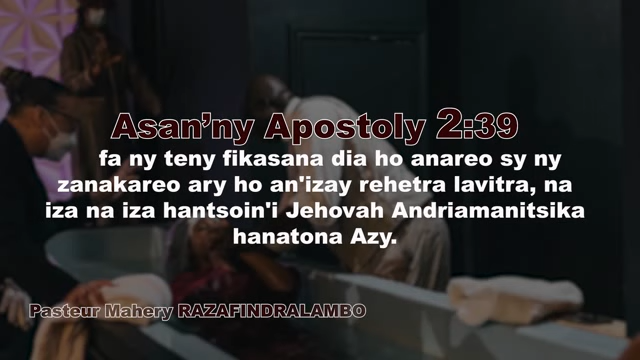 Asan’ny Apostoly 2:39
fa ny teny fikasana dia ho anareo sy ny
zanakareo ary ho an'izay rehetra lavitra, na
iza na iza hantsoin'i Jehovah Andriamanitsika
hanatona Azy.
Pasteur Mahery RAZAFINDRALAMBO